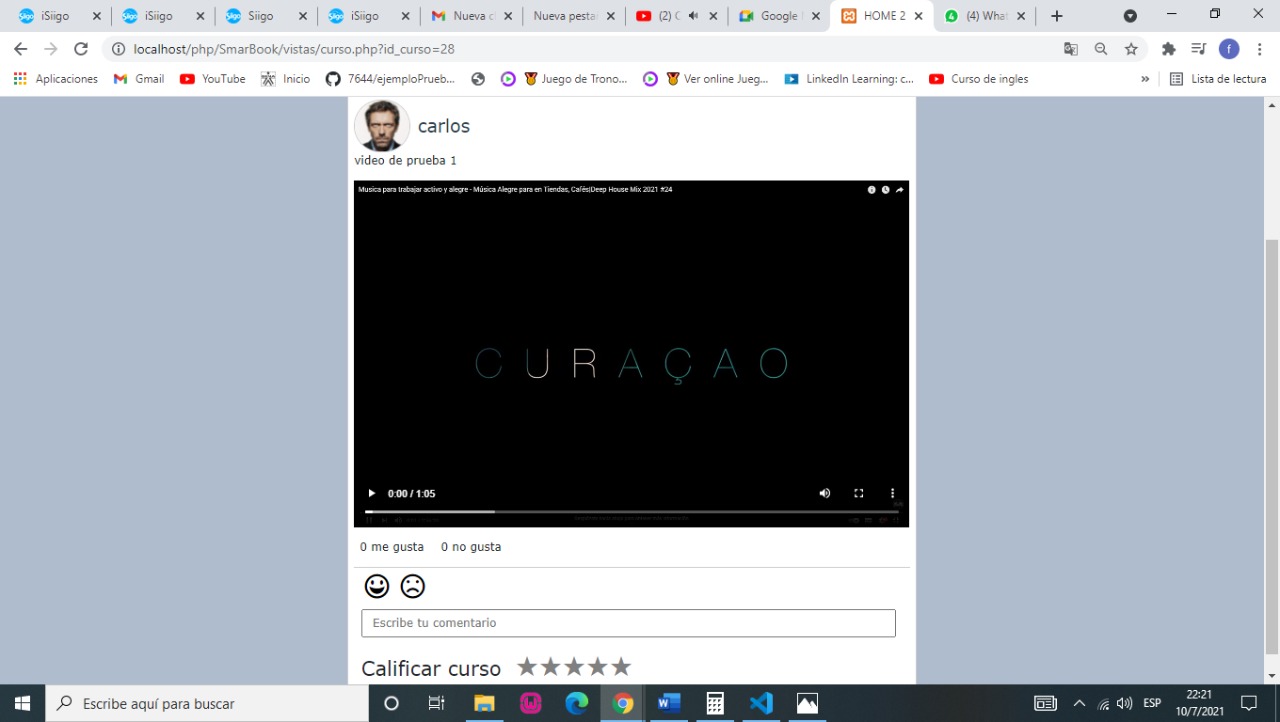 iSiigo
iSiigo
Siigo
iSiigo
Nueva c
Nueva pesta
(2) C
Google
HOME 2
(4) What
localhost/php/SmarBook/vistas/curso.php?id_curso=28
Aplicaciones
Gmail
YouTube
Inicio
7644/ejemploPrueb...
Juego de Trono...
Ver online Jueg...
LinkedIn Learning: c...
Curso de ingles
»
Lista de lectura
carlos
video de prueba 1
Musica para trabajar activo y alegre - Música Alegre para en Tiendas, Cafés|Deep House Mix 2021 #24
CURAÇAO
0:00 / 1:05
0 me gusta 0 no gusta
Escribe tu comentario
Calificar curso
Escribe aquí para buscar
ESP
22:21
10/7/2021